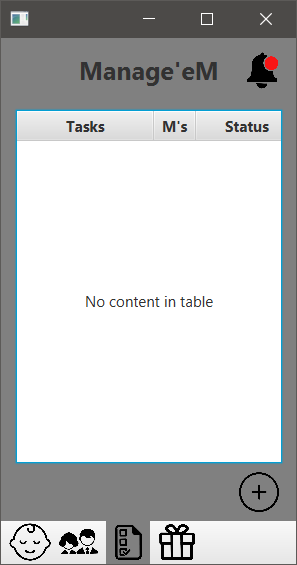 Manage'eM
Tasks M's Status
No content in table